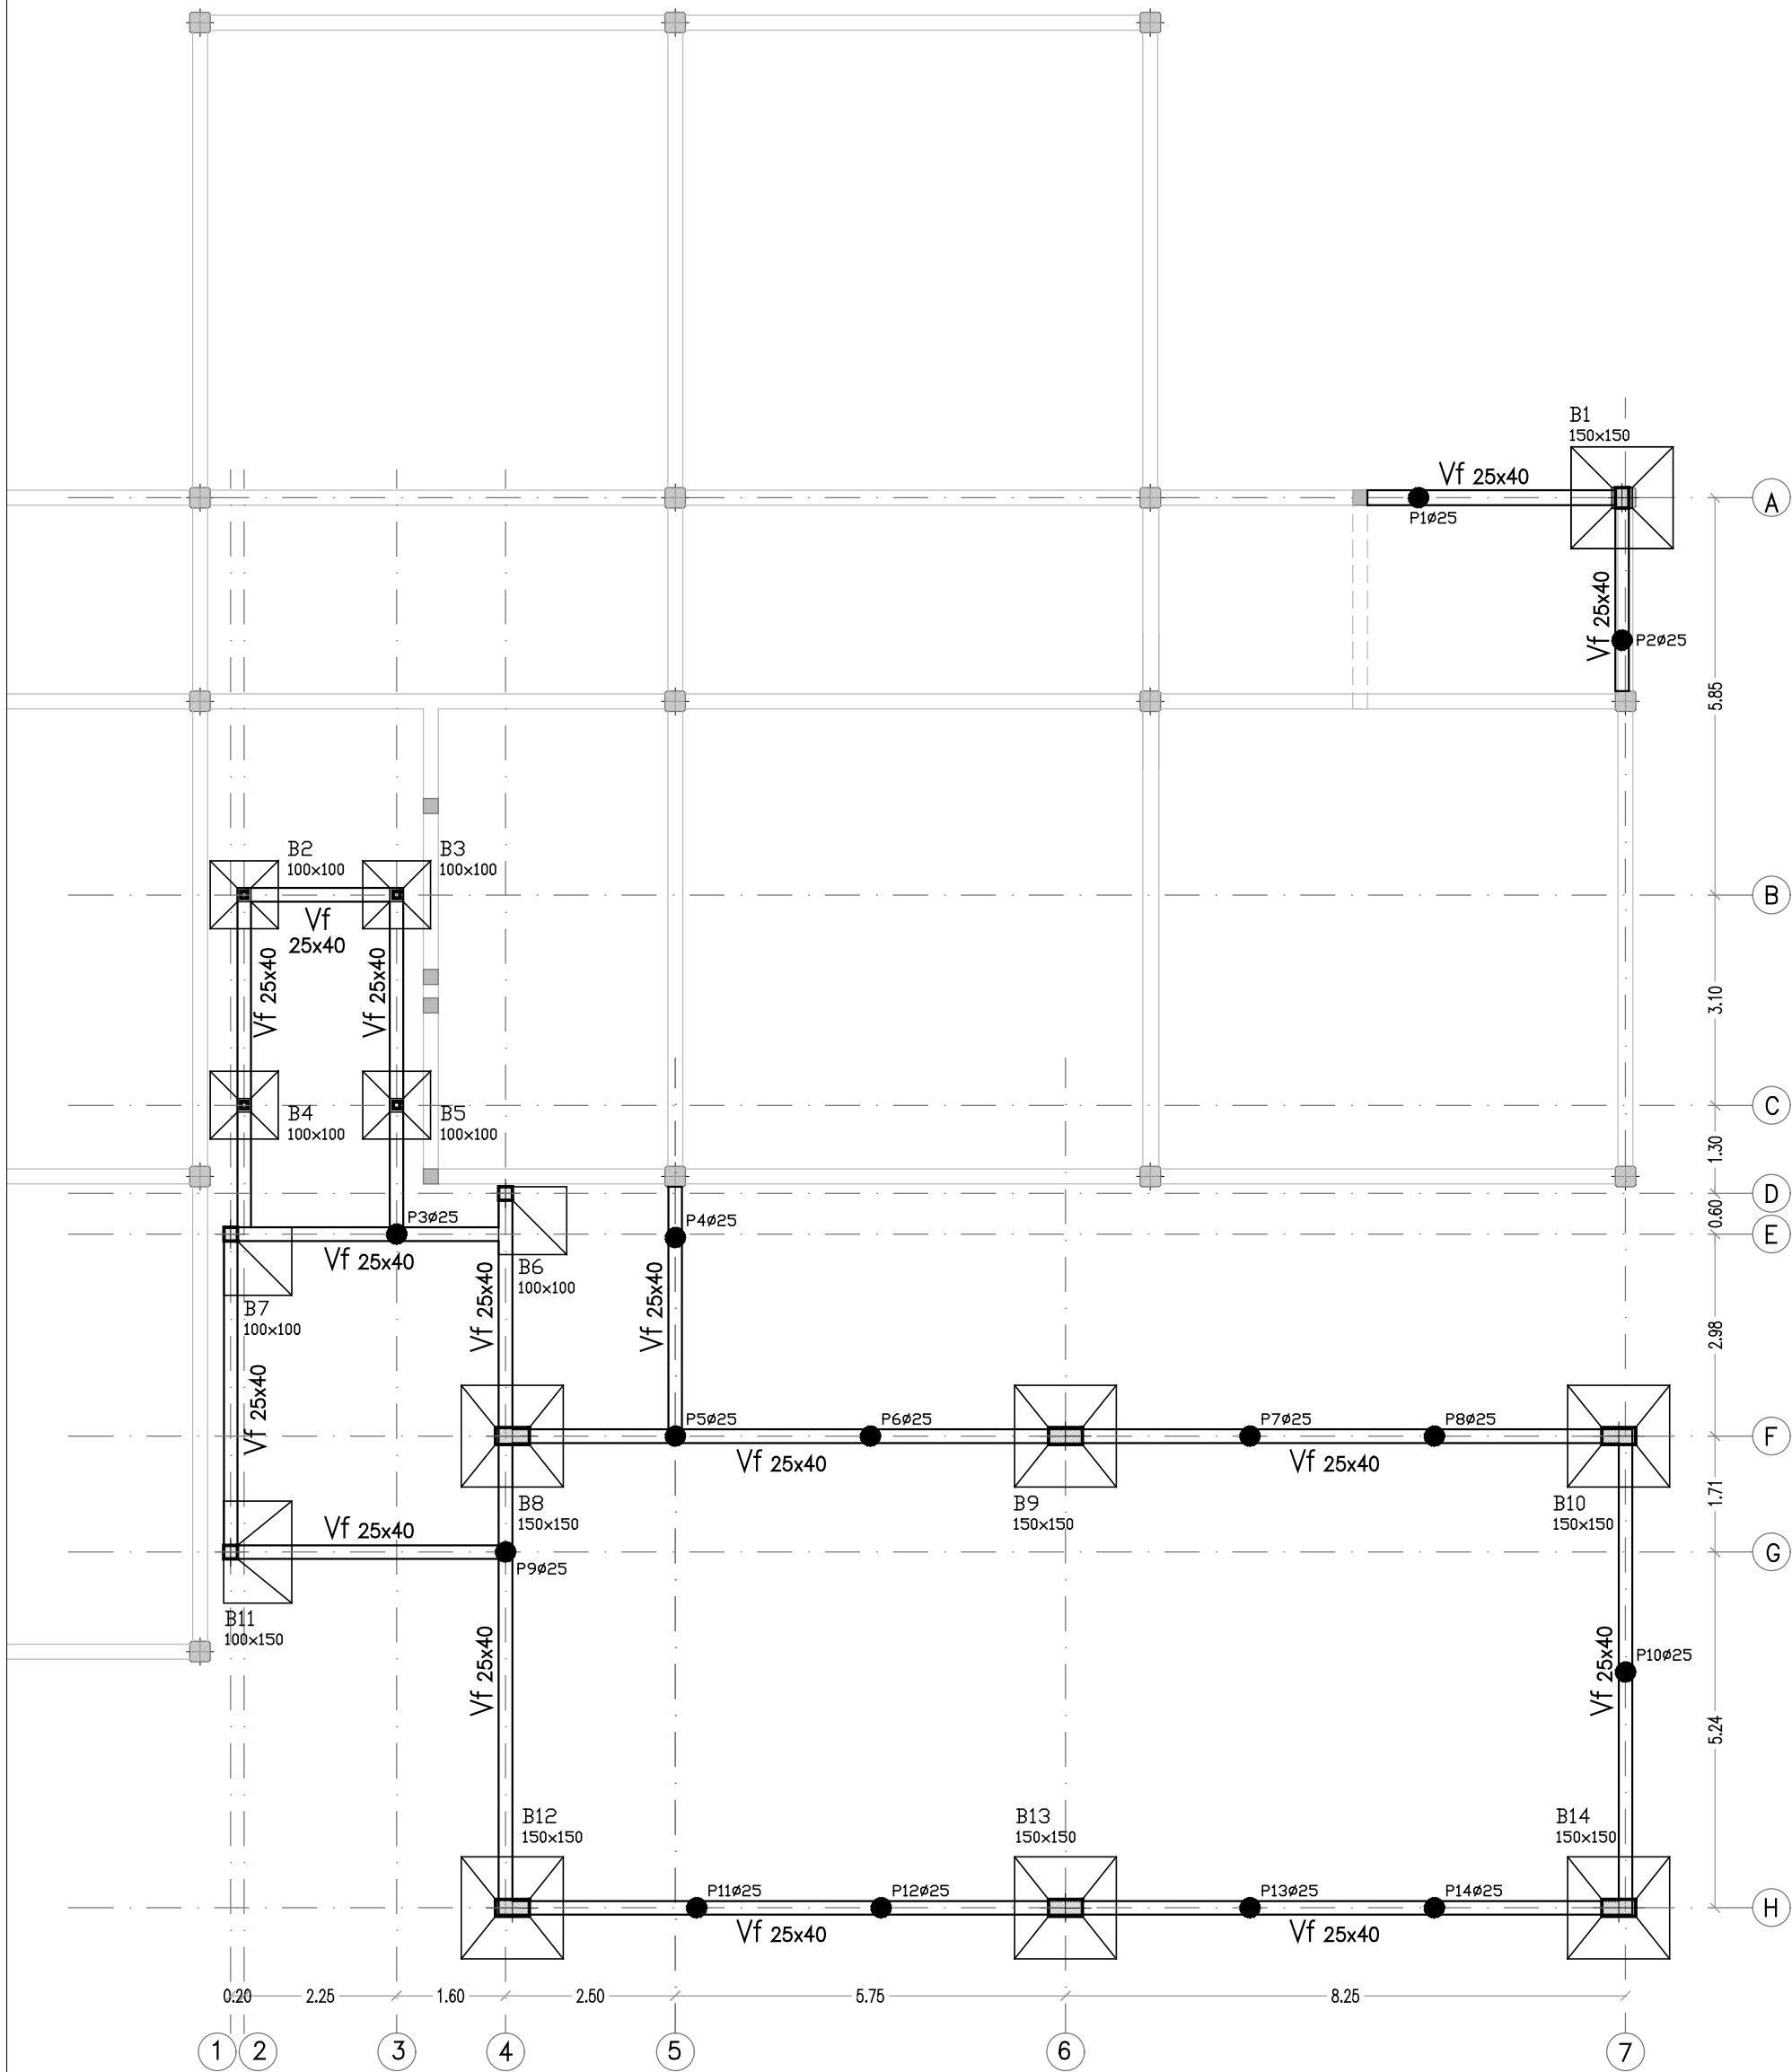 B1
150x150
Vf 25x40
A
P1ø25
Vf 25x40
P2ø25
5.85
B2
100x100
B3
100x100
B
Vf
25x40
Vf 25x40
Vf 25x40
3.10
C
B4
100x100
B5
100x100
1.30
D
0.60
P3ø25
P4ø25
E
Vf 25x40
B6
100x100
Vf 25x40
Vf 25x40
B7
100x100
2.98
Vf 25x40
P5ø25
P6ø25
P7ø25
P8ø25
F
Vf 25x40
Vf 25x40
B8
150x150
B9
150x150
B10
150x150
1.71
Vf 25x40
G
P9ø25
B11
100x150
Vf 25x40
Vf 25x40
P10ø25
5.24
B12
150x150
B13
150x150
B14
150x150
P11ø25
P12ø25
P13ø25
P14ø25
H
Vf 25x40
Vf 25x40
0.20
2.25
1.60
2.50
5.75
8.25
1
2
3
4
5
6
7